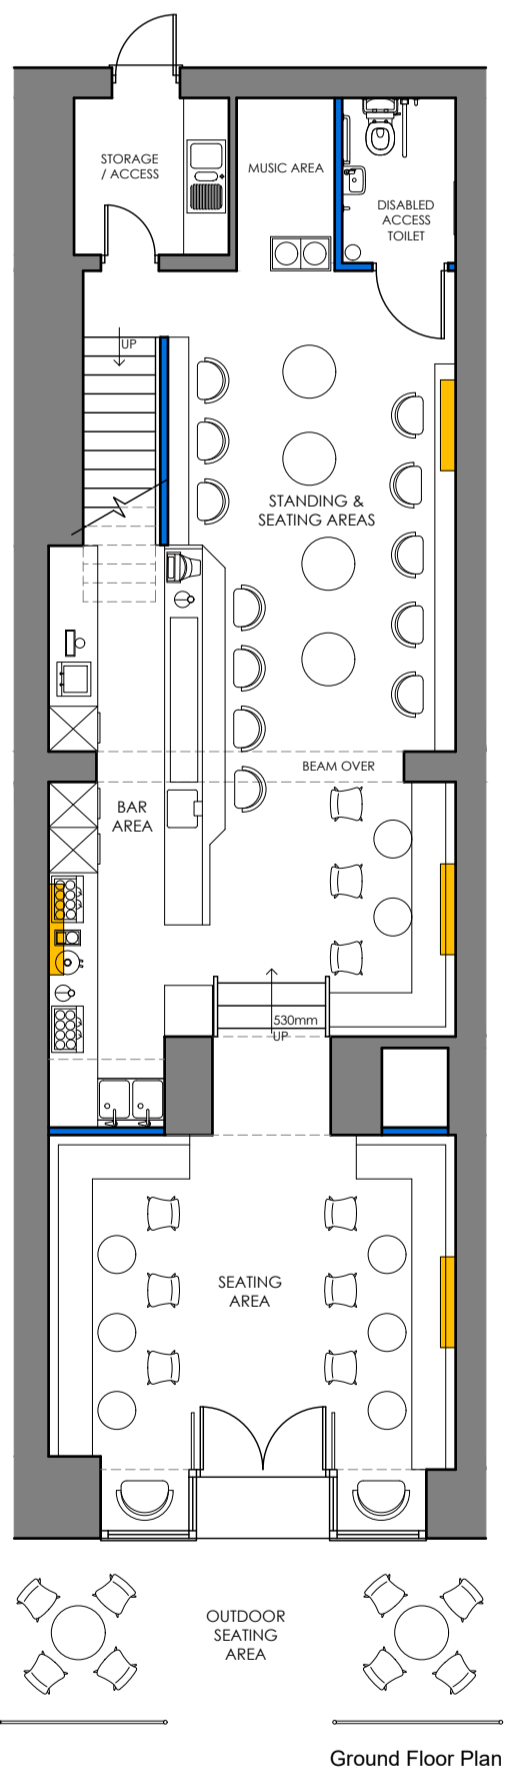 STORAGE
/ ACCESS
MUSIC AREA
DISABLED
ACCESS
TOILET
UP
STANDING &
SEATING AREAS
BEAM OVER
BAR
AREA
530mm
UP
SEATING
AREA
OUTDOOR
SEATING
AREA
Ground Floor Plan